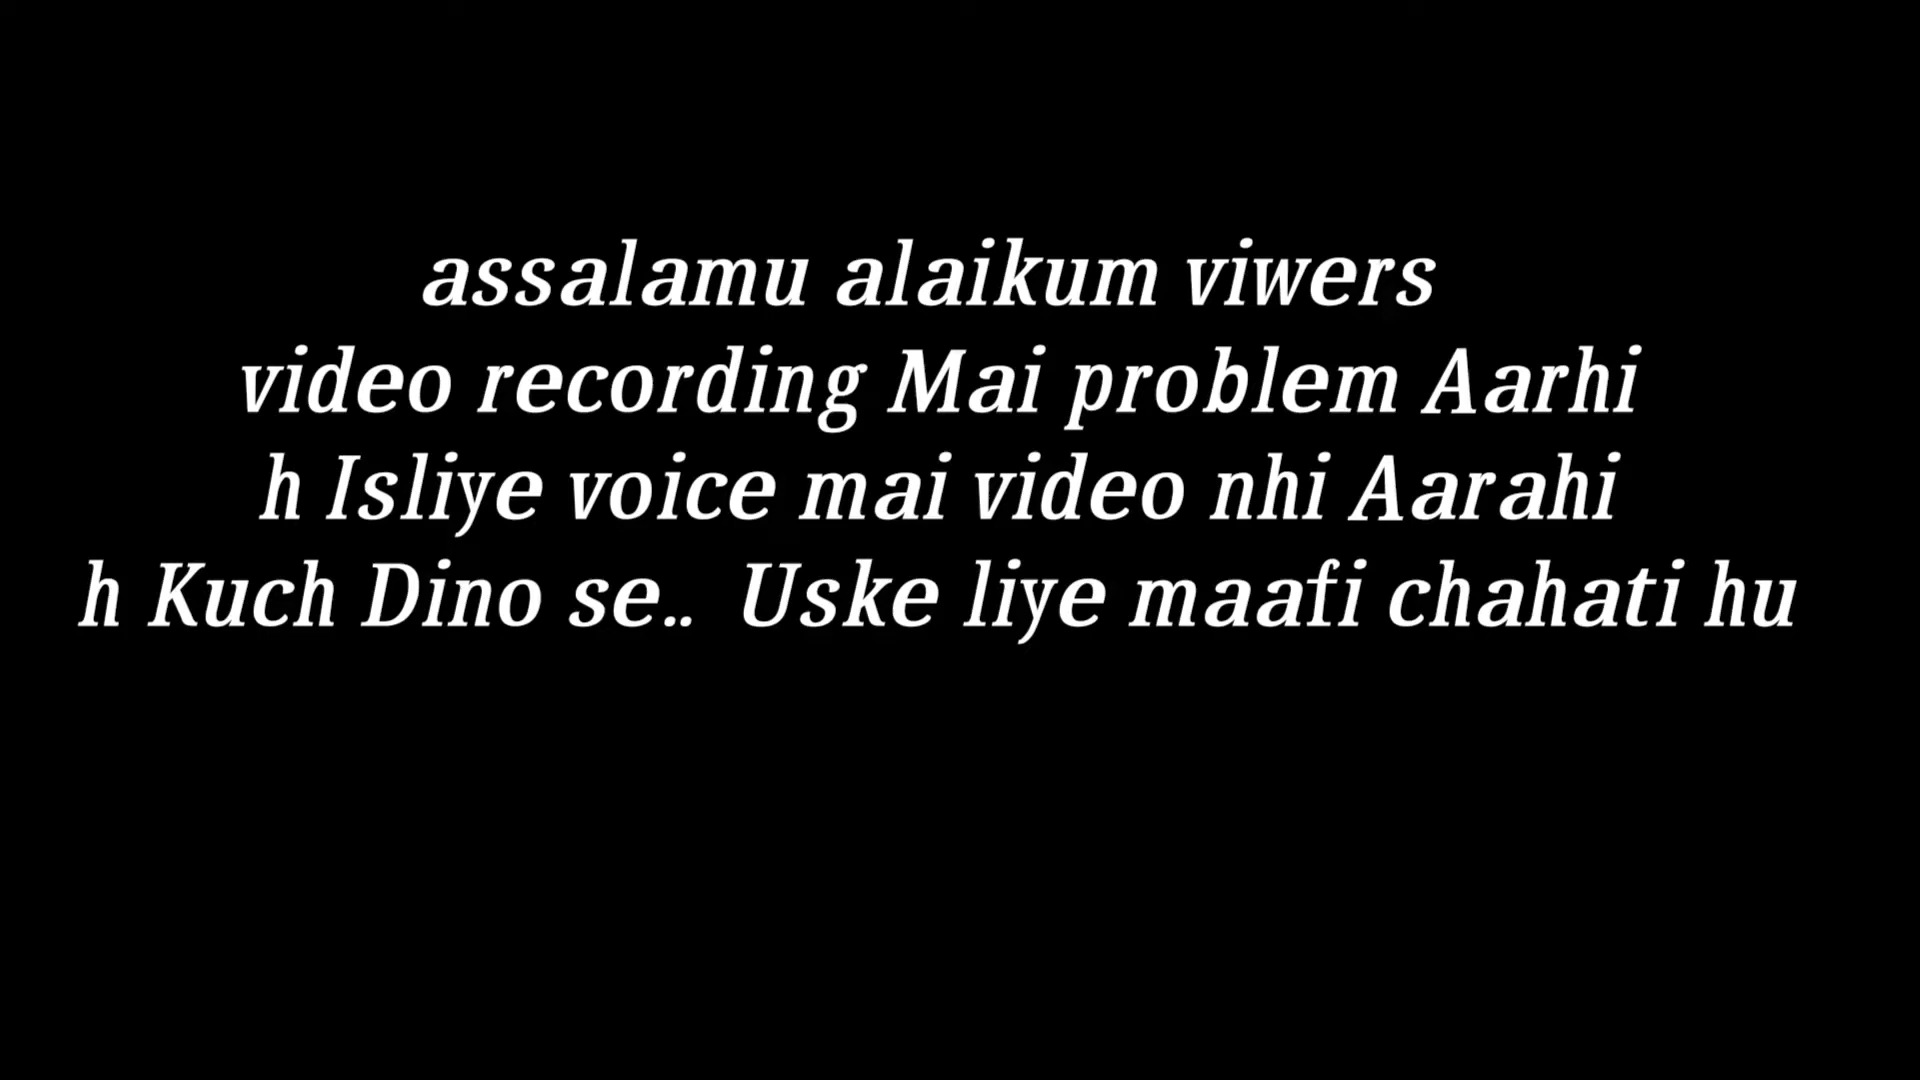 assalamu alaikum viwers
video recording Mai problem Aarhi
h Isliye voice mai video nhi Aarahi
h Kuch Dino se..  Uske liye maafi chahati hu